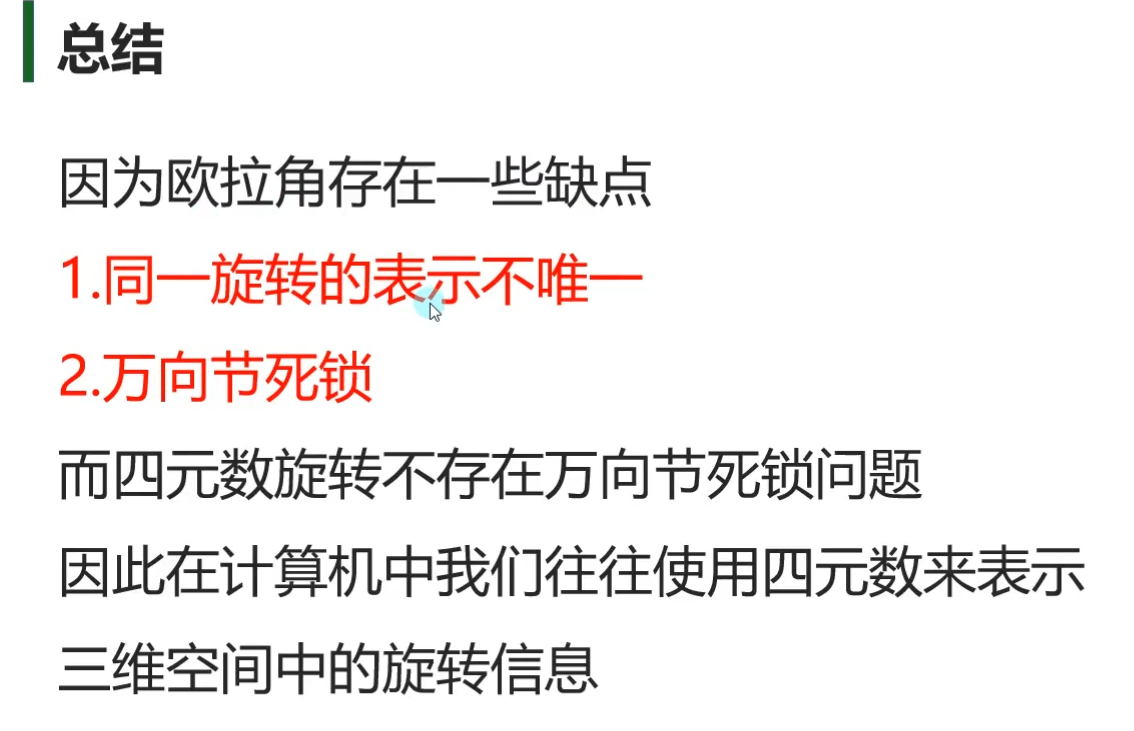 总结
因为欧拉角存在一些缺点
1.同一旋转的表示不唯一
2.万向节死锁
而四元数旋转不存在万向节死锁问题
因此在计算机中我们往往使用四元数来表示
三维空间中的旋转信息